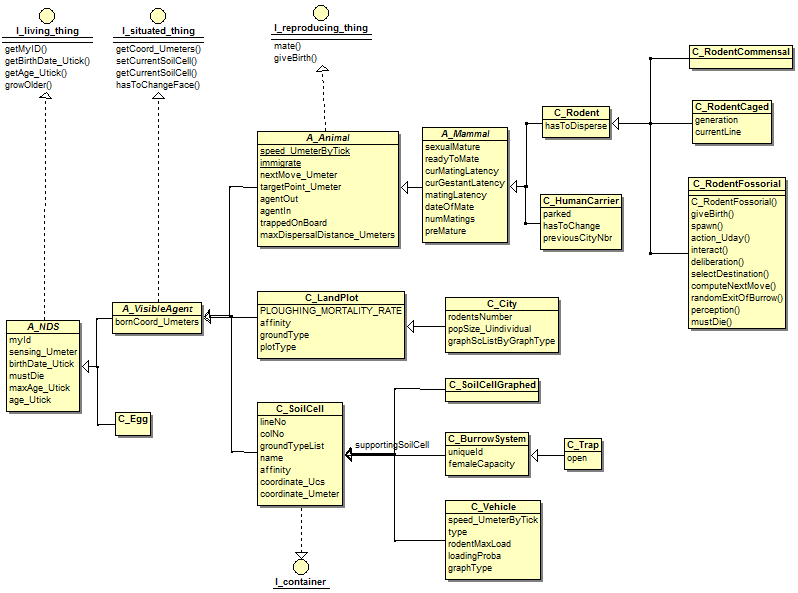 I_living_thing
getMyID()
getBirthDate_Utick()
getAge_Utick()
growOlder()
I_situated_thing
getCoord_Umeters()
setCurrentSoilCell()
getCurrentSoilCell()
hasToChangeFace()
I_reproducing_thing
mate()
giveBirth()
A_Animal
speed_UmeterByTick
immigrate
nextMove_Umeter
targetPoint_Umeter
agentOut
agentIn
trappedOnBoard
maxDispersalDistance_Umeters
A_Mammal
sexualMature
readyToMate
curMatingLatency
curGestantLatency
matingLatency
dateOfMate
numMatings
preMature
C_Rodent
hasToDisperse
C_HumanCarrier
parked
hasToChange
previousCityNbr
C_RodentCommensal
C_RodentCaged
generation
currentLine
C_RodentFossorial
C_RodentFossorial()
giveBirth()
spawn()
action_Uday()
interact()
deliberation()
selectDestination()
computeNextMove()
randomExitOfBurrow()
perception()
mustDie()
A_NDS
myId
sensing_Umeter
birthDate_Utick
mustDie
maxAge_Utick
age_Utick
A_VisibleAgent
bornCoord_Umeters
C_Egg
C_LandPlot
PLOUGHING_MORTALITY_RATE
affinity
groundType
plotType
C_City
rodentsNumber
popSize_Uindividual
graphScListByGraphType
C_SoilCell
lineNo
colNo
groundTypeList
name
affinity
coordinate_Ucs
coordinate_Umeter
supportingSoilCell
C_SoilCellGraphed
C_BurrowSystem
uniqueId
femaleCapacity
C_Trap
open
C_Vehicle
speed_UmeterByTick
type
rodentMaxLoad
loadingProba
graphType
I_container